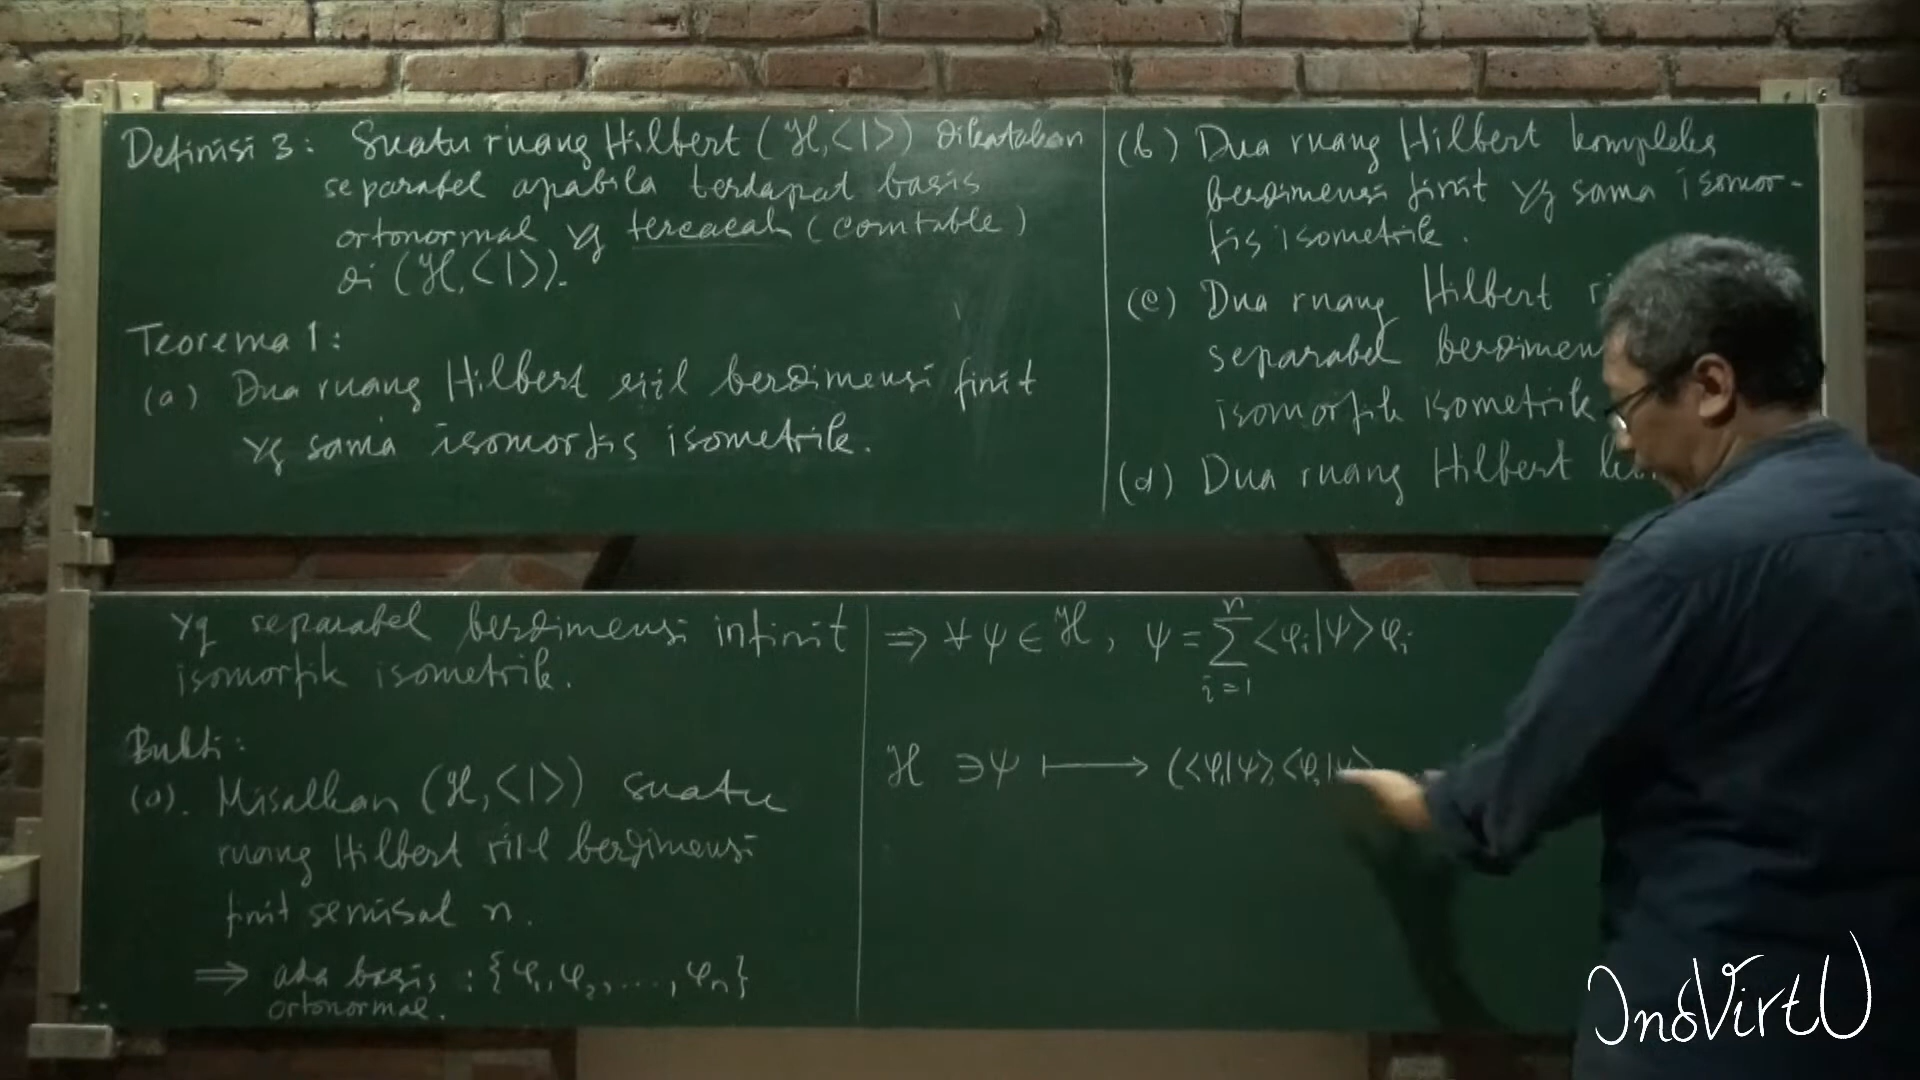 Definisi 3: Suatu ruang Hilbert (ℋ,<|>) dikatakan
separabel apabila terdapat basis
ortonormal yg tercacah (countable)
di (ℋ,<|>).
Teorema 1:
(a) Dua ruang Hilbert riil berdimensi finit
yg sama isomorfis isometrik.
(b) Dua ruang Hilbert kompleks
berdimensi finit yg sama isomor-
fis isometrik.
(c) Dua ruang Hilbert
separabel
isomorfik isometrik
(d) Dua ruang Hilbert
yg separabel berdimensi infinit
isomorfik isometrik.
Bukti:
(a). Misalkan (ℋ,<|>) suatu
ruang Hilbert riil berdimensi
finit semisal n.
⇒ ada basis : {φ₁,φ₂,...,φₙ}
ortonormal.
⇒ ∀ ψ ∈ ℋ, ψ = ∑ⁿᵢ₌₁ <φᵢ|ψ>φᵢ
ℋ ∋ψ ⟼ (<φ₁|ψ>,<φ₂|ψ>
IndVirtU